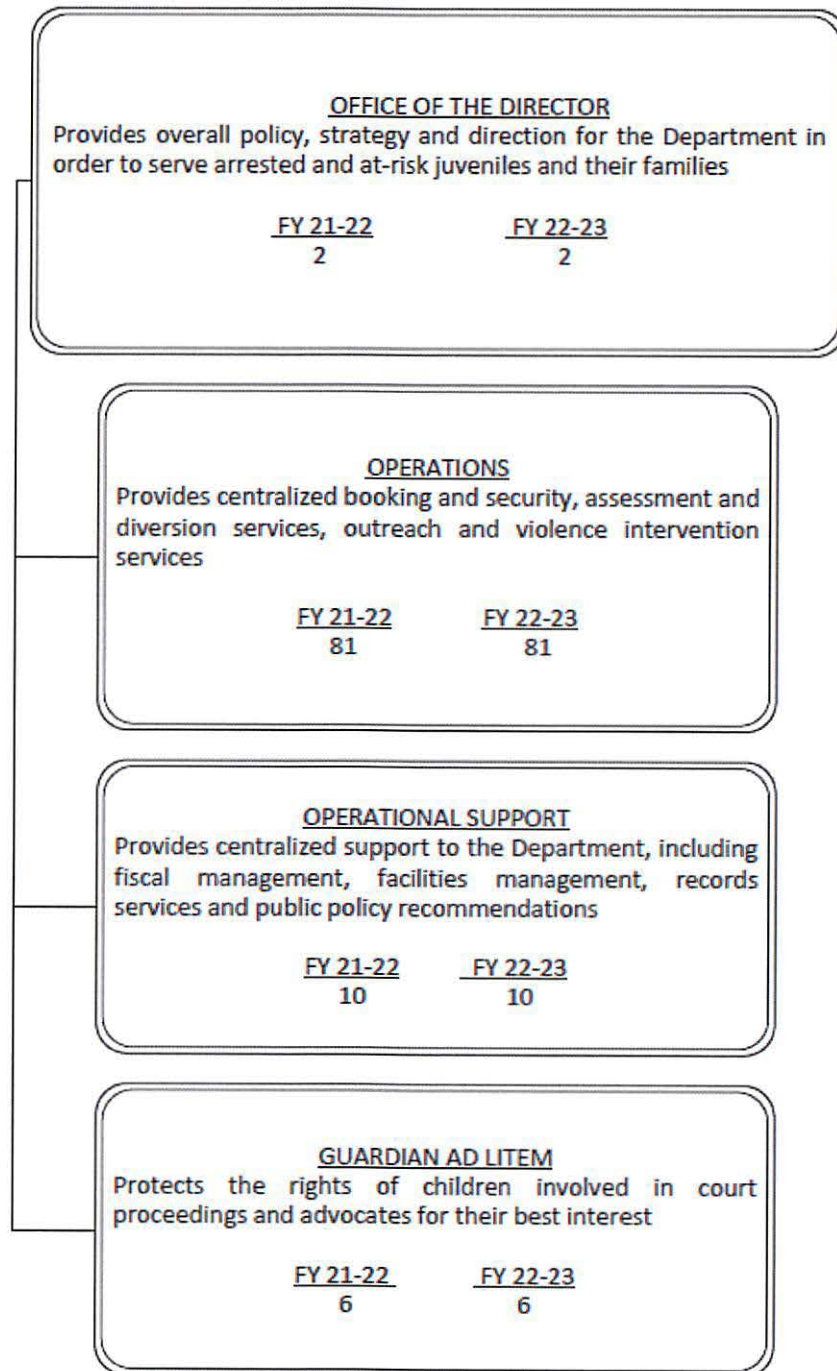 OFFICE OF THE DIRECTOR
Provides overall policy, strategy and direction for the Department in
order to serve arrested and at-risk juveniles and their families
FY 21-22 FY 22-23
2 2
OPERATIONS
Provides centralized booking and security, assessment and
diversion services, outreach and violence intervention
services
FY 21-22 FY 22-23
81 81
OPERATIONAL SUPPORT
Provides centralized support to the Department, including
fiscal management, facilities management, records
services and public policy recommendations
FY 21-22 FY 22-23
10 10
GUARDIAN AD LITEM
Protects the rights of children involved in court
proceedings and advocates for their best interest
FY 21-22 FY 22-23
6 6